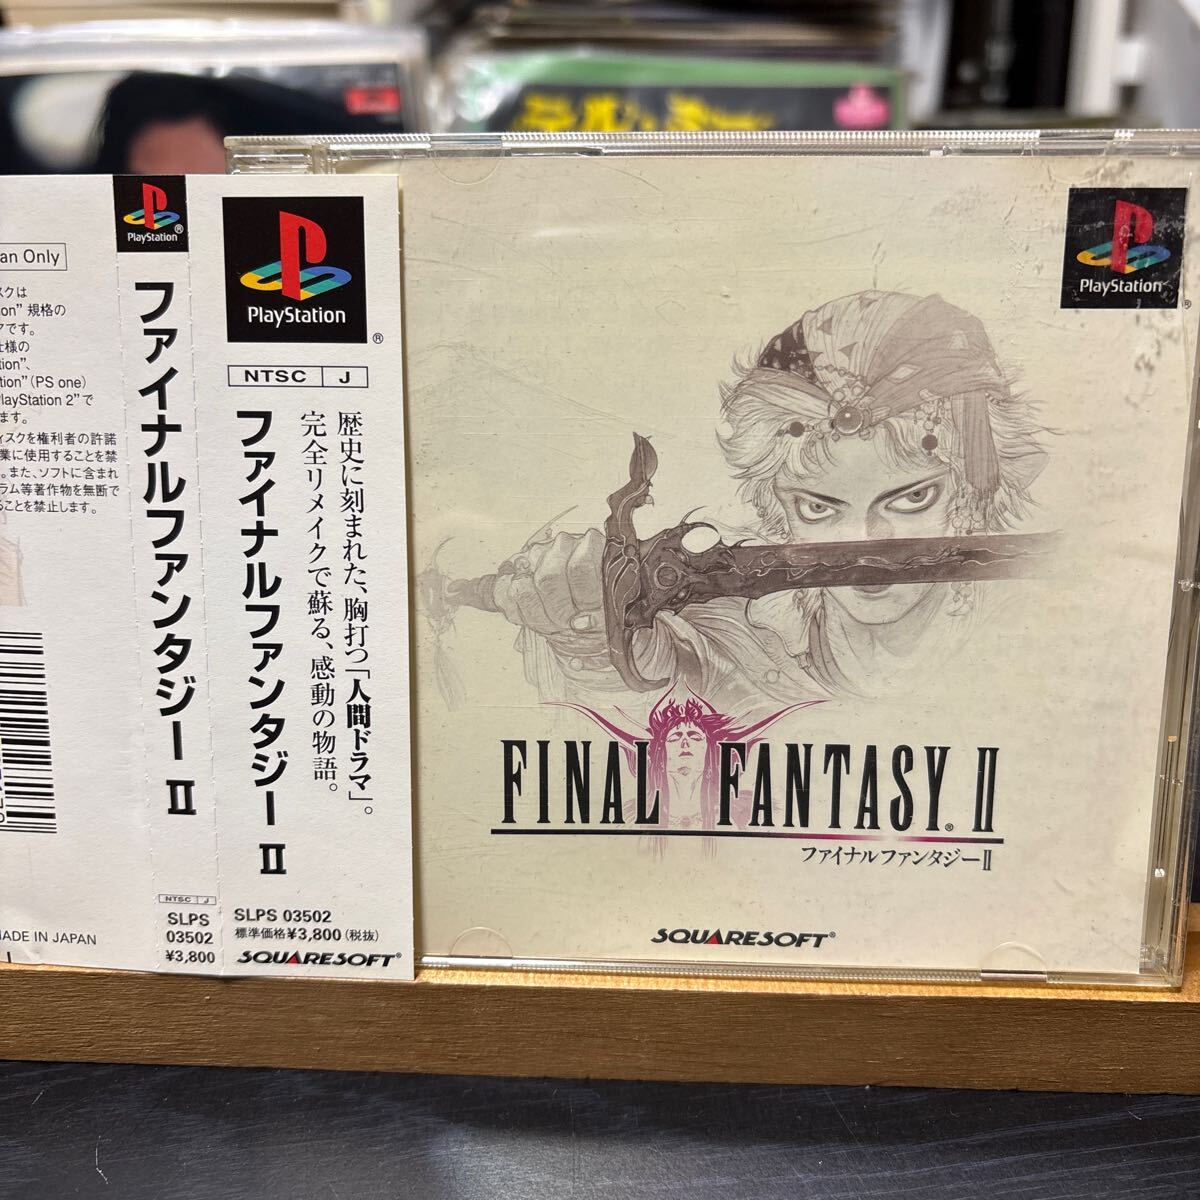 an Only
スクは
ion” 規格の
アです。
仕様の
tion”、
tion”(PS one)
PlayStation 2”で
ます。
ィスクを権利者の許諾
業に使用することを禁
。また、ソフトに含まれ
ラム等著作物を無断で
ることを禁止します。
MADE IN JAPAN
PlayStation®
ファイナルファンタジーII
NTSC J
SLPS
03502
¥3,800
PlayStation®
NTSC J
歴史に刻まれた、胸打つ「人間ドラマ」。
完全リメイクで蘇る、感動の物語。
ファイナルファンタジーII
SLPS 03502
標準価格¥3,800(税抜)
SQUARESOFT®
PlayStation®
FINAL FANTASY® II
ファイナルファンタジーII
SQUARESOFT®